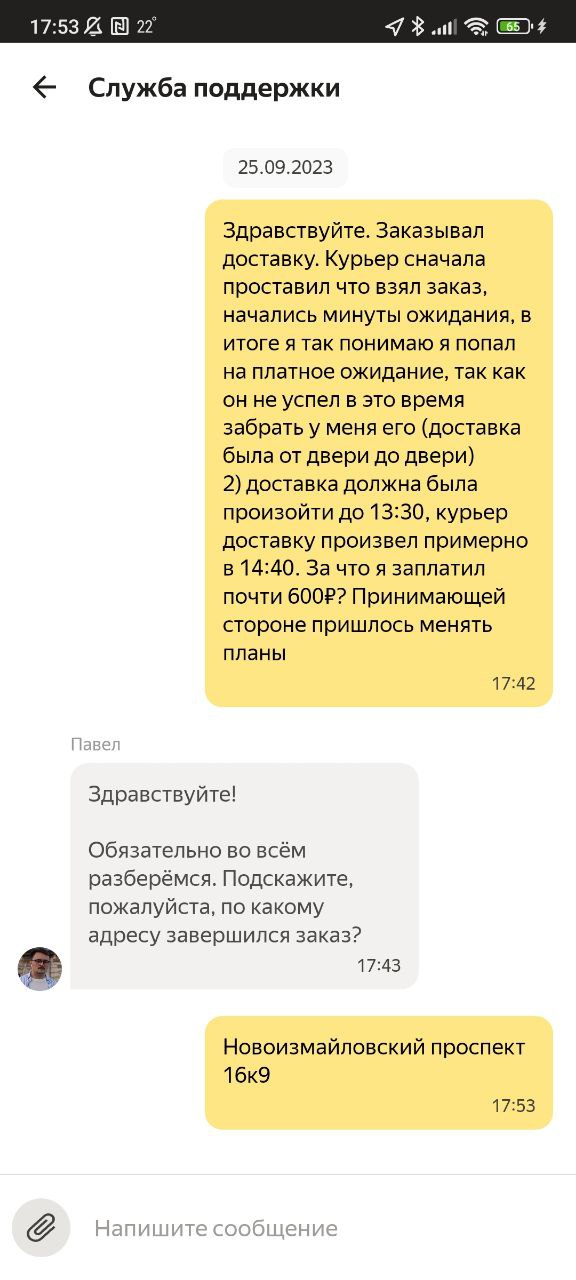 17:53 22°
65
Служба поддержки
25.09.2023
Здравствуйте. Заказывал
доставку. Курьер сначала
проставил что взял заказ,
начались минуты ожидания, в
итоге я так понимаю я попал
на платное ожидание, так как
он не успел в это время
забрать у меня его (доставка
была от двери до двери)
2) доставка должна была
произойти до 13:30, курьер
доставку произвел примерно
в 14:40. За что я заплатил
почти 600₽? Принимающей
стороне пришлось менять
планы
17:42
Павел
Здравствуйте!
Обязательно во всём
разберёмся. Подскажите,
пожалуйста, по какому
адресу завершился заказ?
17:43
Новоизмайловский проспект
16к9
17:53
Напишите сообщение